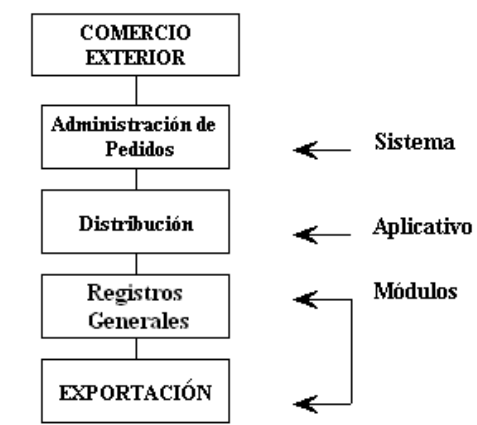 COMERCIO
EXTERIOR
Administración de
Pedidos
Sistema
Distribución
Aplicativo
Registros
Generales
Módulos
EXPORTACIÓN